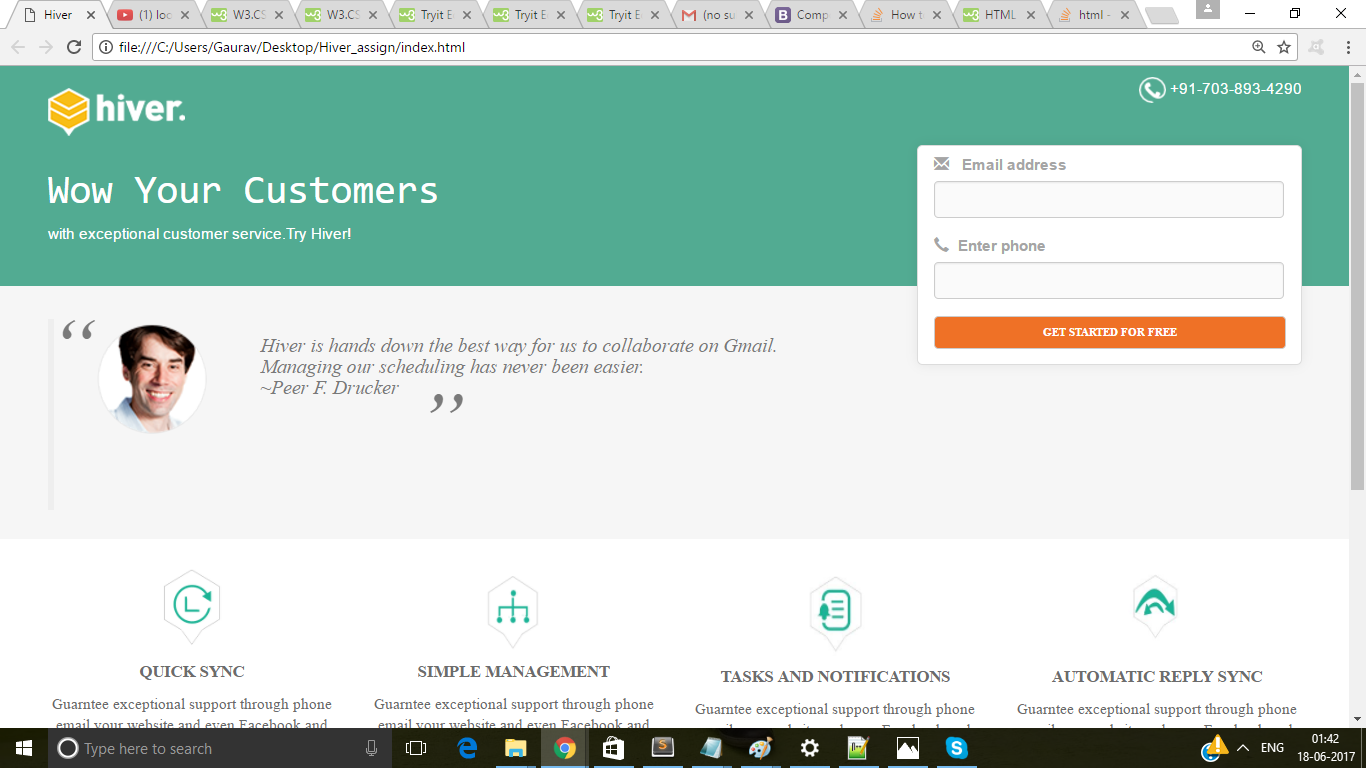 Hiver
(1) loc
W3.CS
W3.CS
Tryit E
Tryit E
Tryit E
(no su
Comp
How t
HTML
html -
file:///C:/Users/Gaurav/Desktop/Hiver_assign/index.html
hiver.
+91-703-893-4290
Wow Your Customers
with exceptional customer service.Try Hiver!
Email address
Enter phone
GET STARTED FOR FREE
“
Hiver is hands down the best way for us to collaborate on Gmail.
Managing our scheduling has never been easier.
~Peer F. Drucker
”
QUICK SYNC
Guarntee exceptional support through phone
email your website and even Facebook and
SIMPLE MANAGEMENT
Guarntee exceptional support through phone
email your website and even Facebook and
TASKS AND NOTIFICATIONS
Guarntee exceptional support through phone
AUTOMATIC REPLY SYNC
Guarntee exceptional support through phone
Type here to search
ENG
01:42
18-06-2017